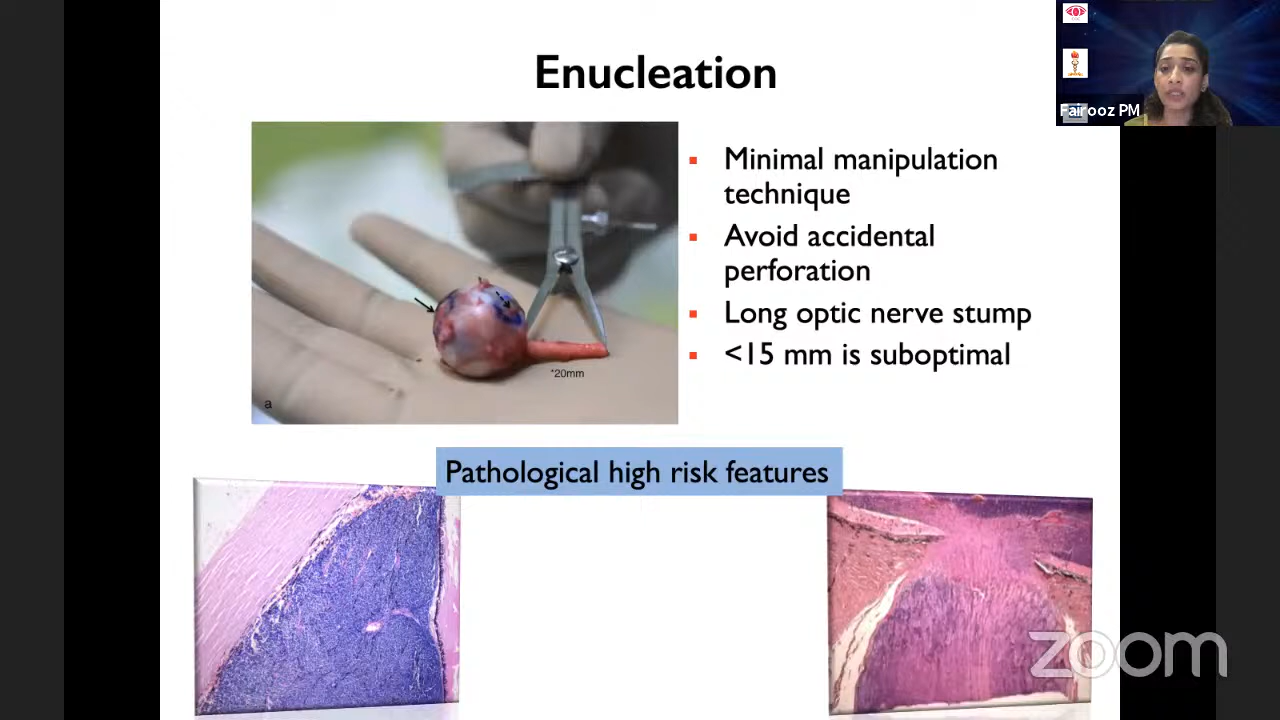 Enucleation
Fairooz PM
Minimal manipulation
technique
Avoid accidental
perforation
Long optic nerve stump
<15 mm is suboptimal
*20mm
a
Pathological high risk features
zoom